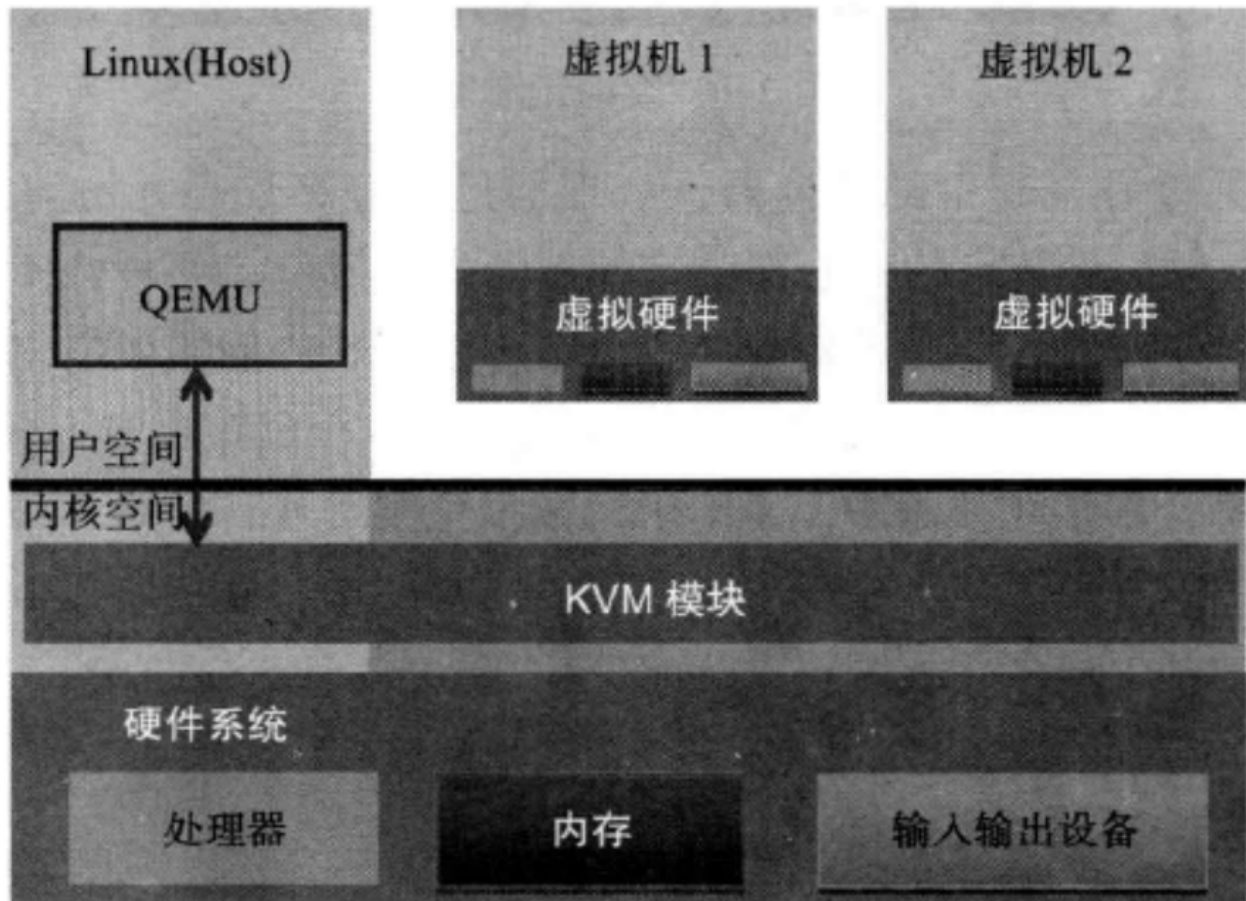 Linux(Host)
虚拟机 1
虚拟机 2
QEMU
虚拟硬件
虚拟硬件
用户空间
内核空间
KVM 模块
硬件系统
处理器
内存
输入输出设备